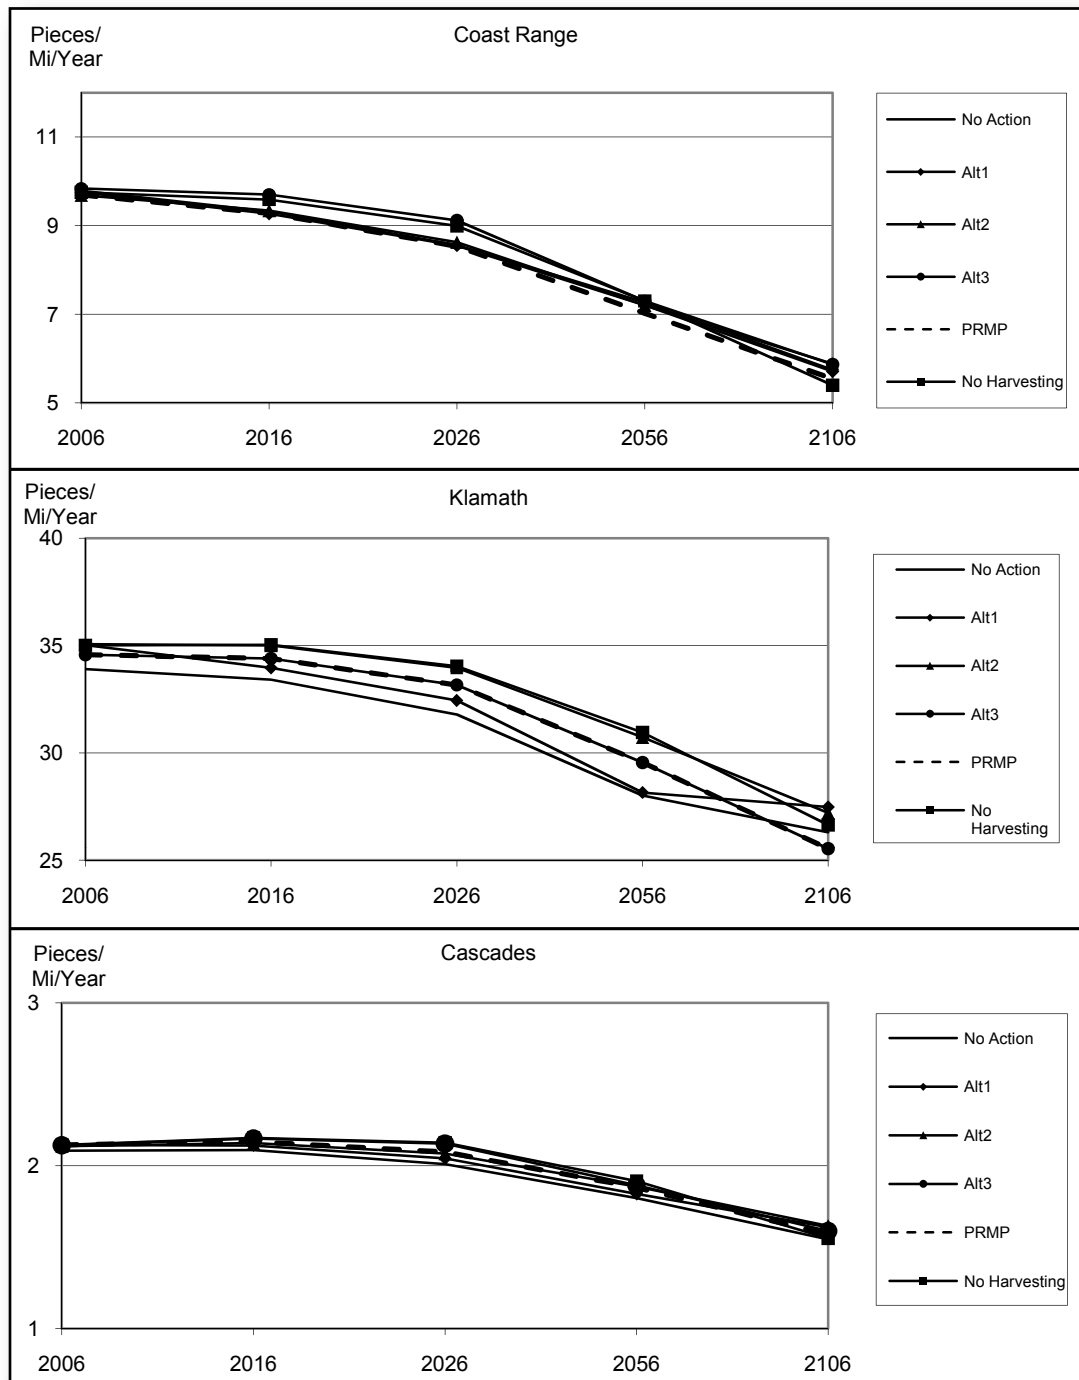 Pieces/
Mi/Year
Coast Range
11
9
7
5
2006 2016 2026 2056 2106
No Action
Alt1
Alt2
Alt3
PRMP
No Harvesting
Pieces/
Mi/Year
Klamath
40
35
30
25
2006 2016 2026 2056 2106
No Action
Alt1
Alt2
Alt3
PRMP
No
Harvesting
Pieces/
Mi/Year
Cascades
3
2
1
2006 2016 2026 2056 2106
No Action
Alt1
Alt2
Alt3
PRMP
No Harvesting